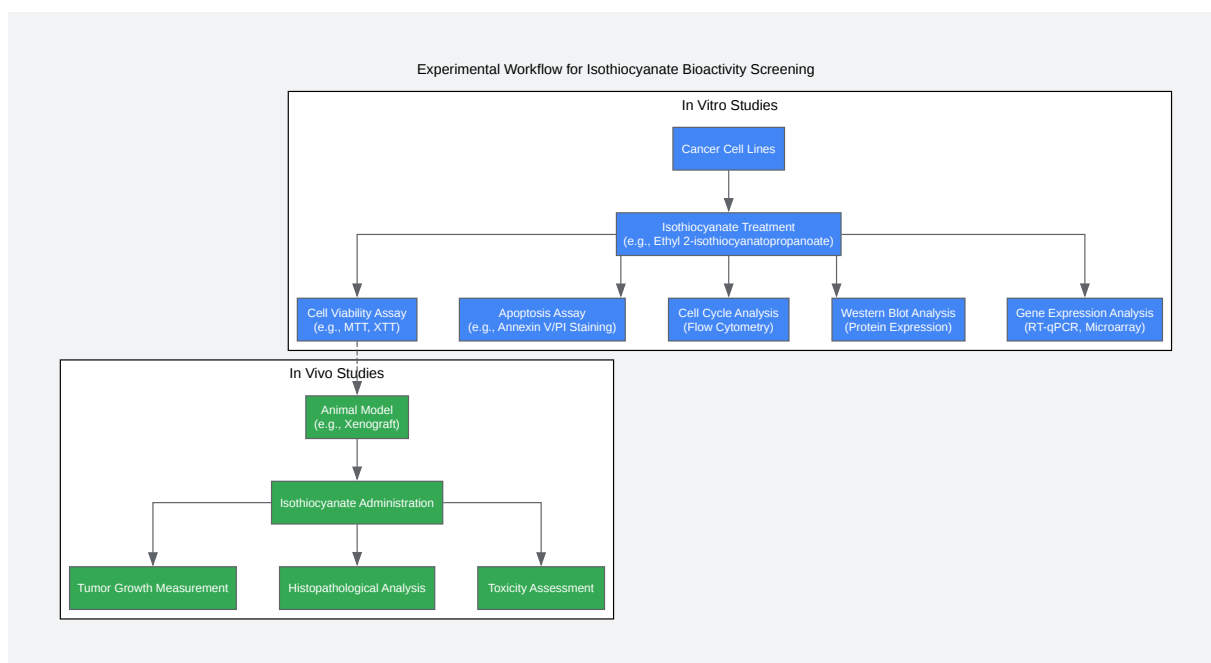 Experimental Workflow for Isothiocyanate Bioactivity Screening
In Vitro Studies
Cancer Cell Lines
Isothiocyanate Treatment
(e.g., Ethyl 2-isothiocyanatopropanoate)
Cell Viability Assay
(e.g., MTT, XTT)
Apoptosis Assay
(e.g., Annexin V/PI Staining)
Cell Cycle Analysis
(Flow Cytometry)
Western Blot Analysis
(Protein Expression)
Gene Expression Analysis
(RT-qPCR, Microarray)
In Vivo Studies
Animal Model
(e.g., Xenograft)
Isothiocyanate Administration
Tumor Growth Measurement
Histopathological Analysis
Toxicity Assessment